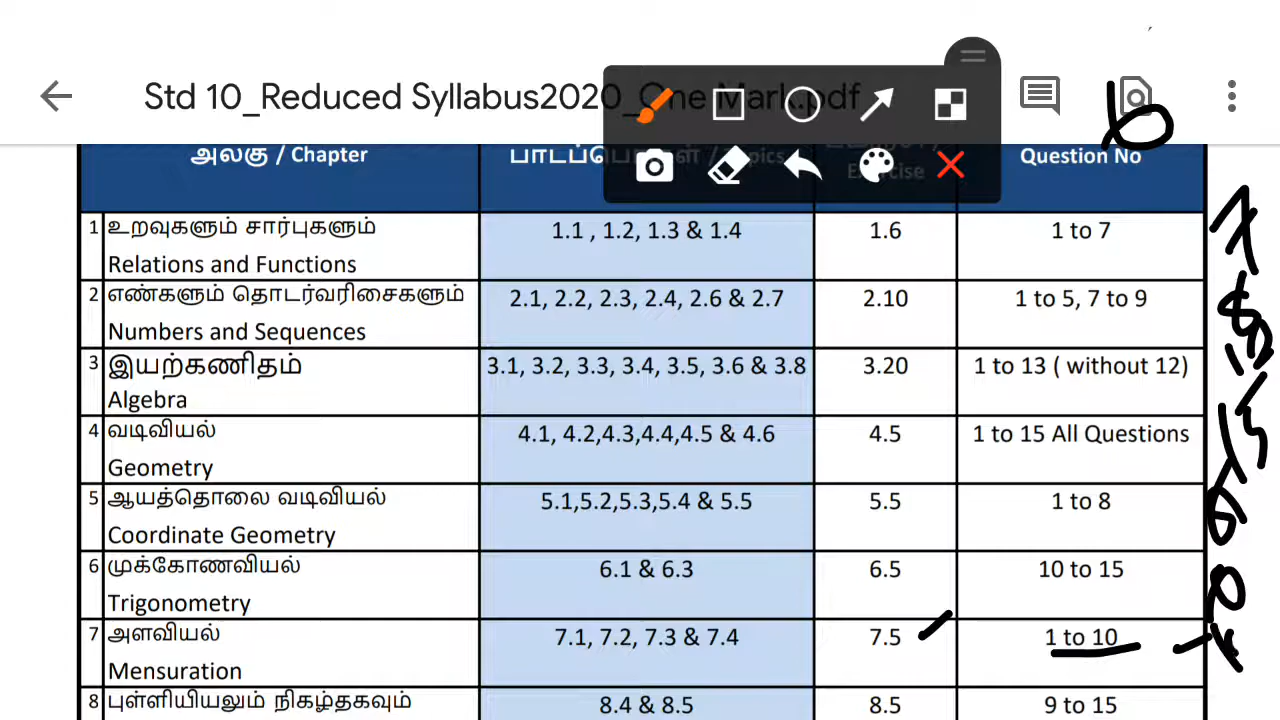 Std 10_Reduced Syllabus2020_One Mark.pdf
அலகு / Chapter
Question No
1 உறவுகளும் சார்புகளும் 1.1 , 1.2, 1.3 & 1.4 1.6 1 to 7
Relations and Functions
2 எண்களும் தொடர்வரிசைகளும் 2.1, 2.2, 2.3, 2.4, 2.6 & 2.7 2.10 1 to 5, 7 to 9
Numbers and Sequences
3 இயற்கணிதம் 3.1, 3.2, 3.3, 3.4, 3.5, 3.6 & 3.8 3.20 1 to 13 ( without 12)
Algebra
4 வடிவியல் 4.1, 4.2,4.3,4.4,4.5 & 4.6 4.5 1 to 15 All Questions
Geometry
5 ஆயத்தொலை வடிவியல் 5.1,5.2,5.3,5.4 & 5.5 5.5 1 to 8
Coordinate Geometry
6 முக்கோணவியல் 6.1 & 6.3 6.5 10 to 15
Trigonometry
7 அளவியல் 7.1, 7.2, 7.3 & 7.4 7.5 1 to 10
Mensuration
8 புள்ளியியலும் நிகழ்தகவும் 8.4 & 8.5 8.5 9 to 15